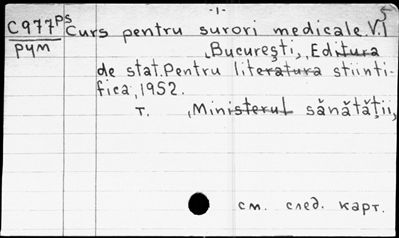 -1-
C977ps Curs pentru surori medicale. V.1
рум ,Bucureşti, Editura
de stat. Pentru literatura stiinti-
fica, 1952.
т. ,Ministerul sănătăţii,
см. след. карт.